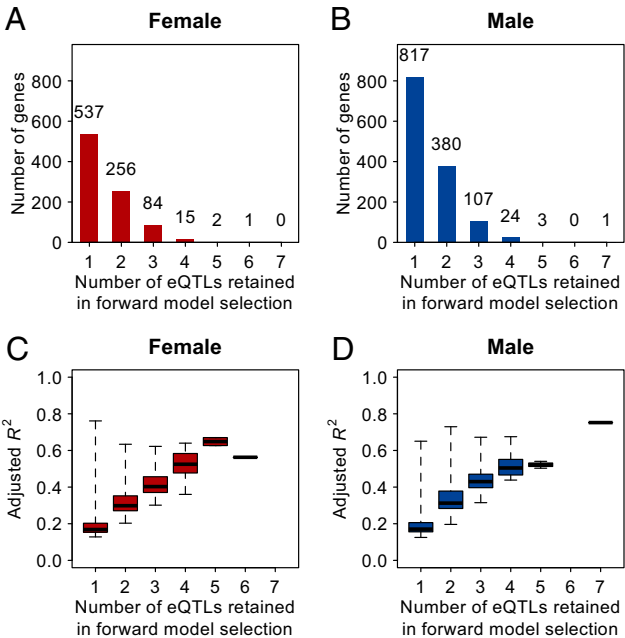 A
Female
Number of genes
800
600
400
200
0
537
256
84
15
2
1
0
1 2 3 4 5 6 7
Number of eQTLs retained
in forward model selection
B
Male
Number of genes
800
600
400
200
0
817
380
107
24
3
0
1
1 2 3 4 5 6 7
Number of eQTLs retained
in forward model selection
C
Female
Adjusted R²
1.0
0.8
0.6
0.4
0.2
0.0
1 2 3 4 5 6 7
Number of eQTLs retained
in forward model selection
D
Male
Adjusted R²
1.0
0.8
0.6
0.4
0.2
0.0
1 2 3 4 5 6 7
Number of eQTLs retained
in forward model selection